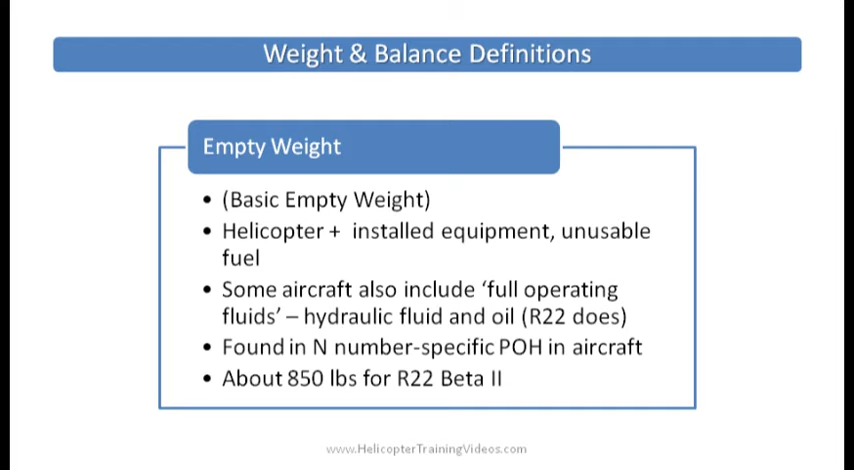 Weight & Balance Definitions
Empty Weight
• (Basic Empty Weight)
• Helicopter + installed equipment, unusable
fuel
• Some aircraft also include ‘full operating
fluids’ – hydraulic fluid and oil (R22 does)
• Found in N number-specific POH in aircraft
• About 850 lbs for R22 Beta II
www.HelicopterTrainingVideos.com